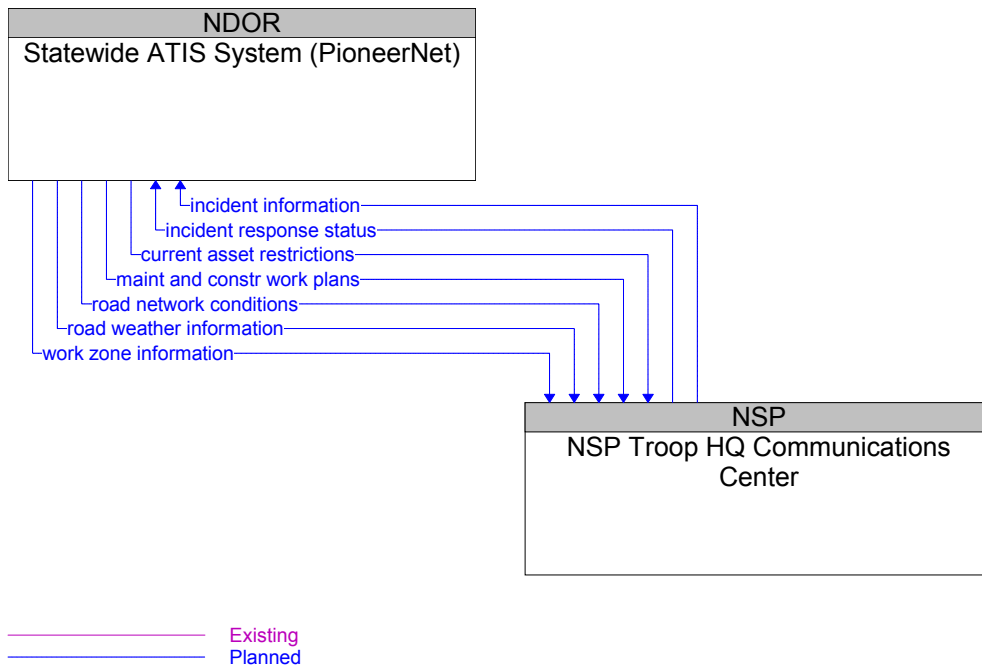 NDOR
Statewide ATIS System (PioneerNet)
incident information
incident response status
current asset restrictions
maint and constr work plans
road network conditions
road weather information
work zone information
NSP
NSP Troop HQ Communications
Center
Existing
Planned